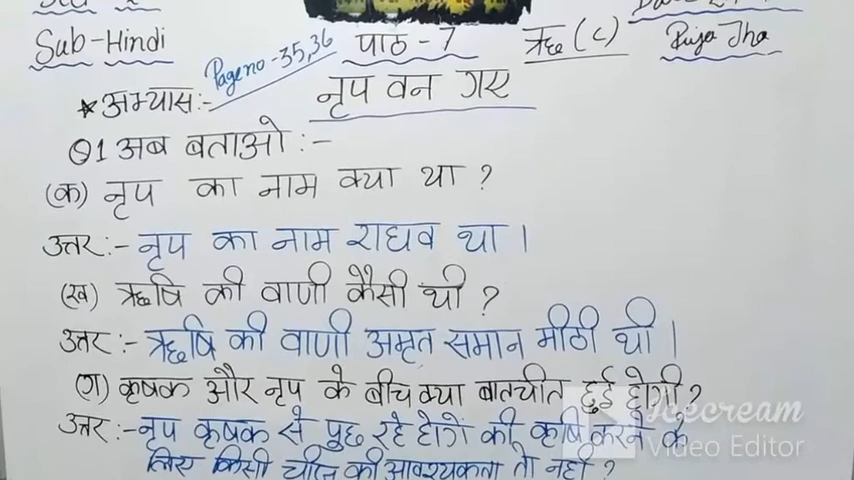 Sub-Hindi
Page no - 35,36
पाठ - 7
ऋ (C)
Puja Jha
★अभ्यास:-
नृप वन गए
Q1 अब बताओ :-
(क) नृप का नाम क्या था ?
उत्तर:- नृप का नाम राघव था ।
(ख) ऋषि की वाणी कैसी थी ?
उत्तर:- ऋषि की वाणी अमृत समान मीठी थी ।
(ग) कृषक और नृप के बीच क्या बातचीत हुई होगी ?
उत्तर:- नृप कृषक से पुछ रहे होगें की कृषि करने के
लिए किसी चीज की आवश्यकता तो नहीं ?
Icecream
Video Editor